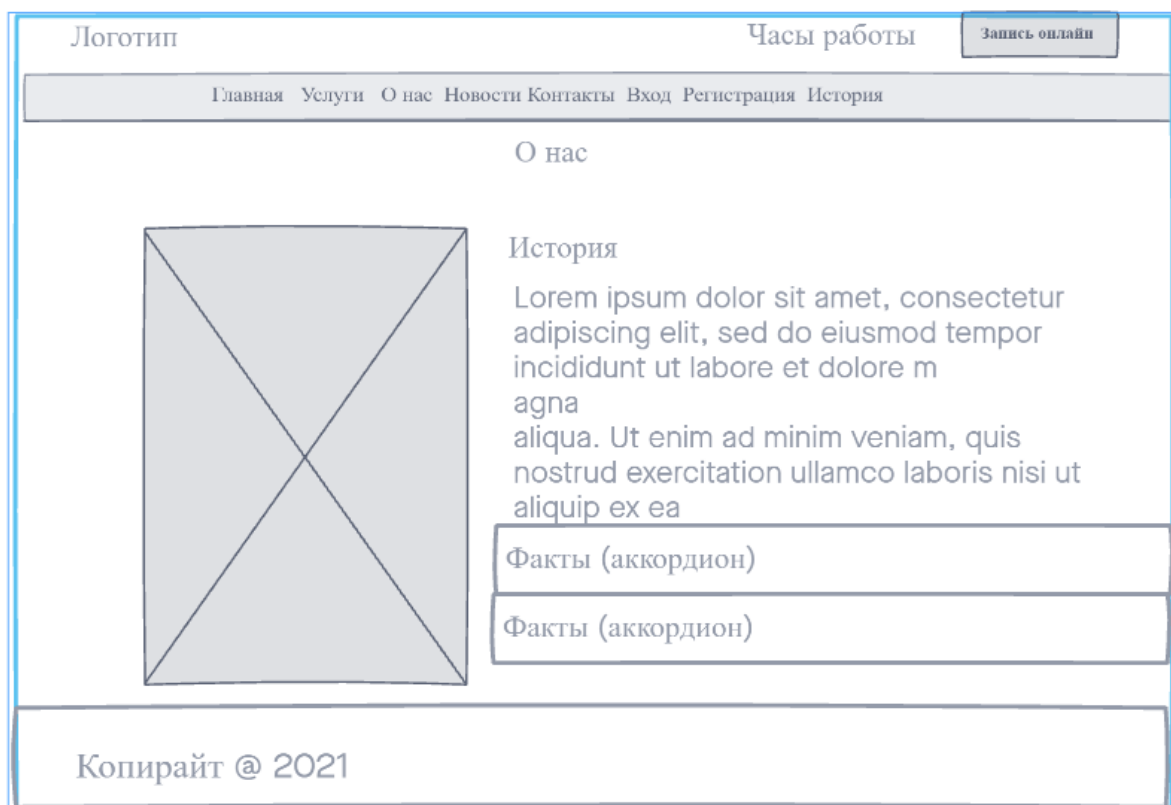 Логотип
Часы работы
Запись онлайн
Главная Услуги О нас Новости Контакты Вход Регистрация История
О нас
История
Lorem ipsum dolor sit amet, consectetur
adipiscing elit, sed do eiusmod tempor
incididunt ut labore et dolore m
agna
aliqua. Ut enim ad minim veniam, quis
nostrud exercitation ullamco laboris nisi ut
aliquip ex ea
Факты (аккордион)
Факты (аккордион)
Копирайт @ 2021